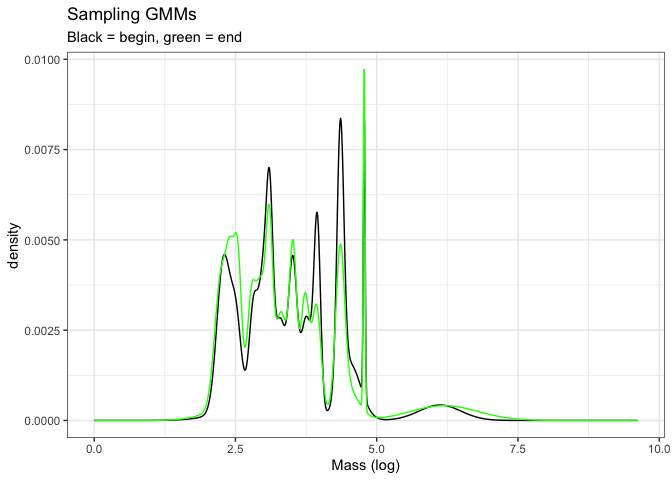 Sampling GMMs
Black = begin, green = end
0.0100
0.0075
0.0050
0.0025
0.0000
density
0.0
2.5
5.0
7.5
10.0
Mass (log)